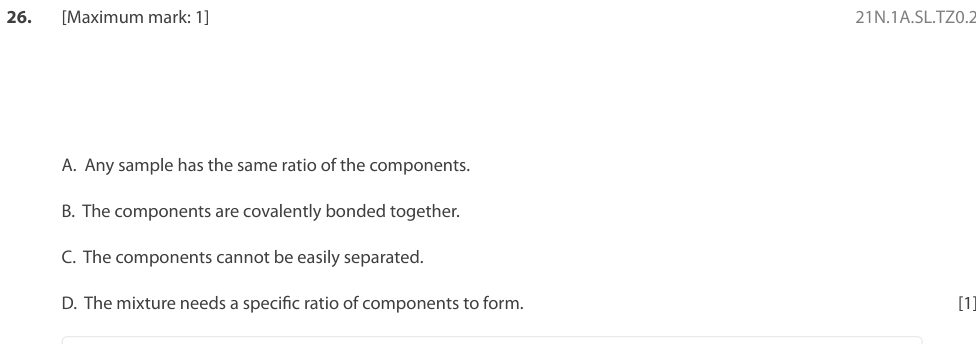 26. [Maximum mark: 1] 21N.1A.SL.TZ0.2
A. Any sample has the same ratio of the components.
B. The components are covalently bonded together.
C. The components cannot be easily separated.
D. The mixture needs a specific ratio of components to form. [1]